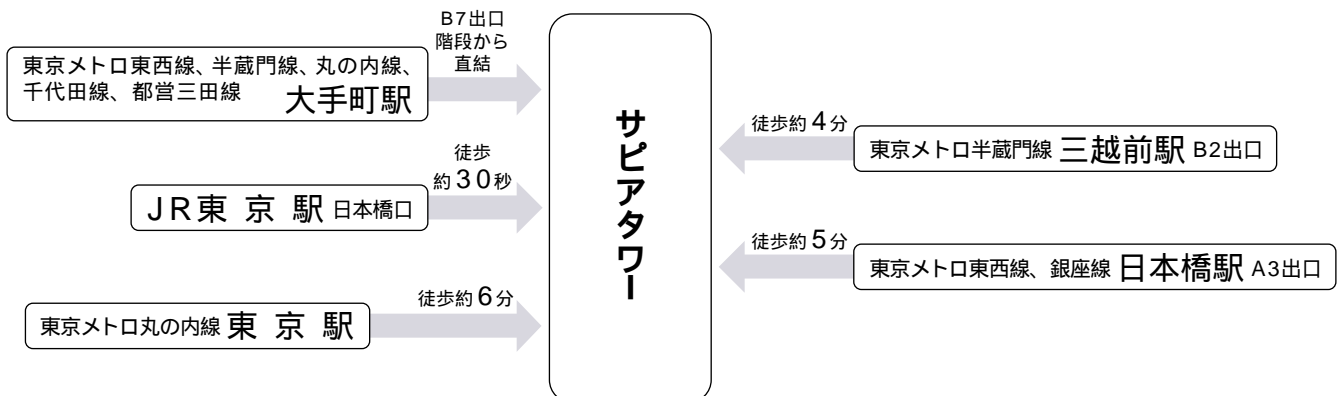 B7出口
階段から
直結
東京メトロ東西線、半蔵門線、丸の内線、
千代田線、都営三田線 大手町駅
徒歩
約30秒
JR東京駅 日本橋口
徒歩約6分
東京メトロ丸の内線 東京駅
サピアタワー
徒歩約4分
東京メトロ半蔵門線 三越前駅 B2出口
徒歩約5分
東京メトロ東西線、銀座線 日本橋駅 A3出口